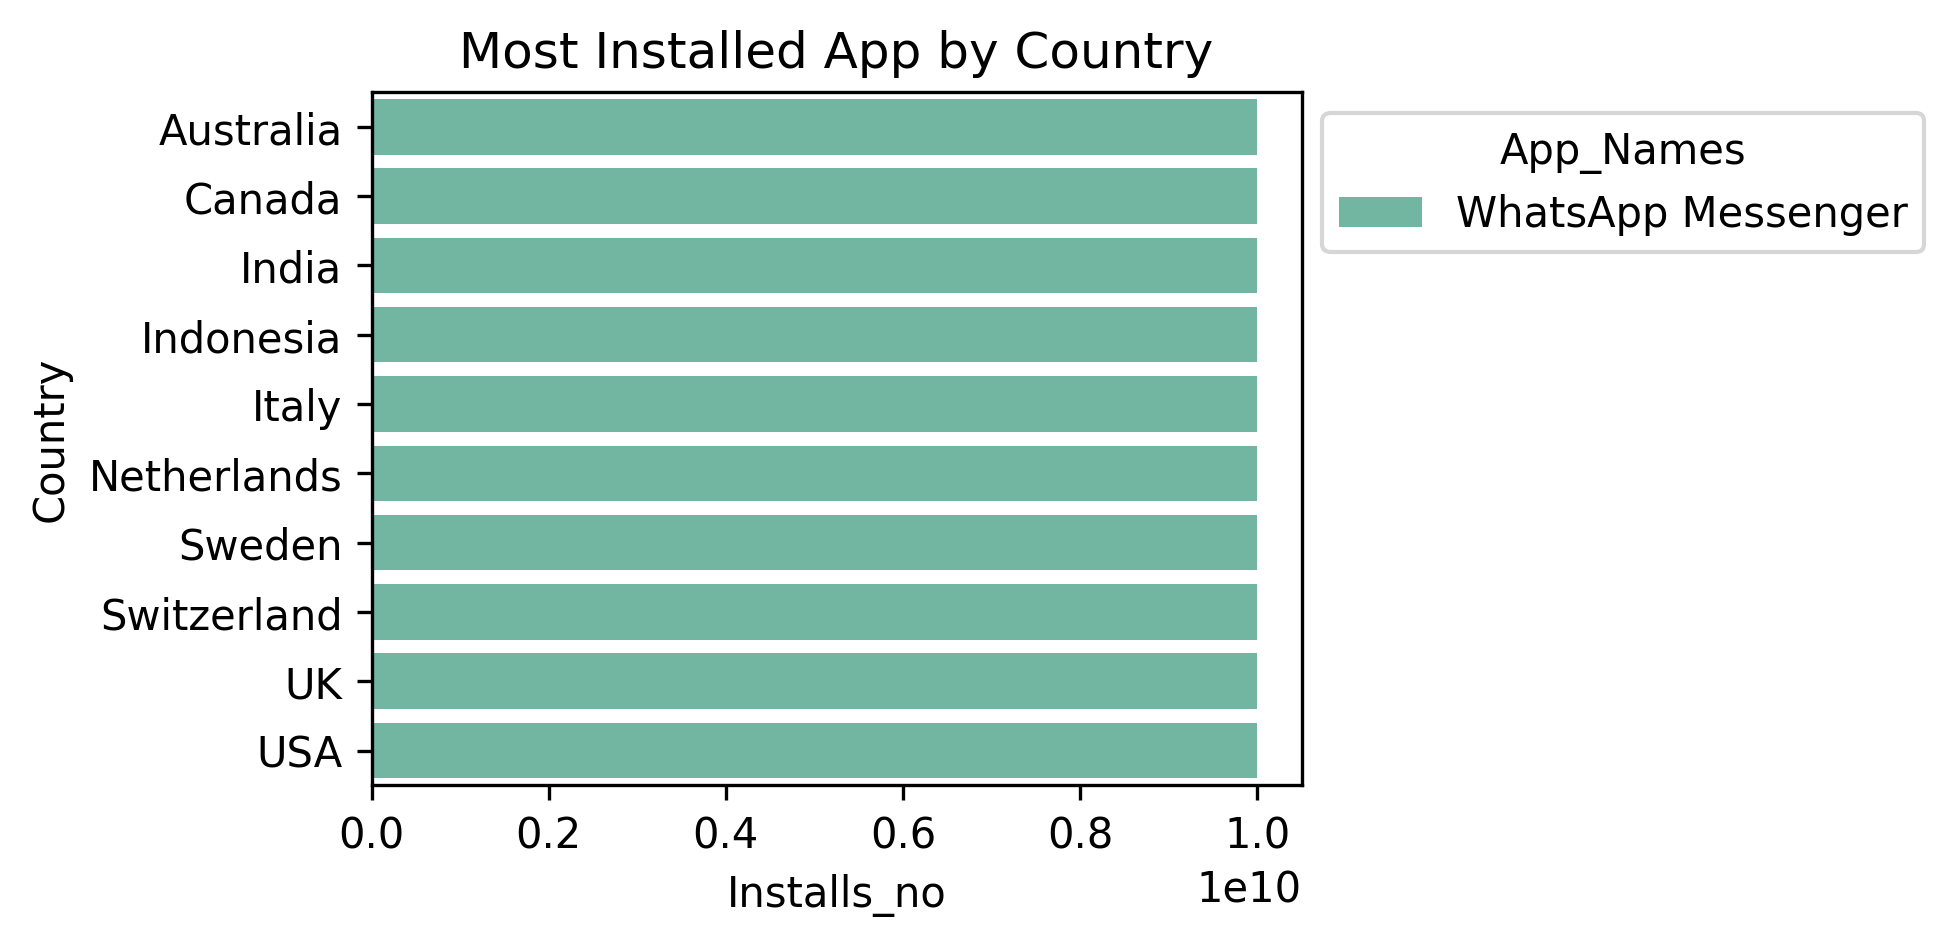 Most Installed App by Country
Australia
Canada
India
Indonesia
Italy
Netherlands
Sweden
Switzerland
UK
USA
Country
0.0 0.2 0.4 0.6 0.8 1.0
1e10
Installs_no
App_Names
WhatsApp Messenger